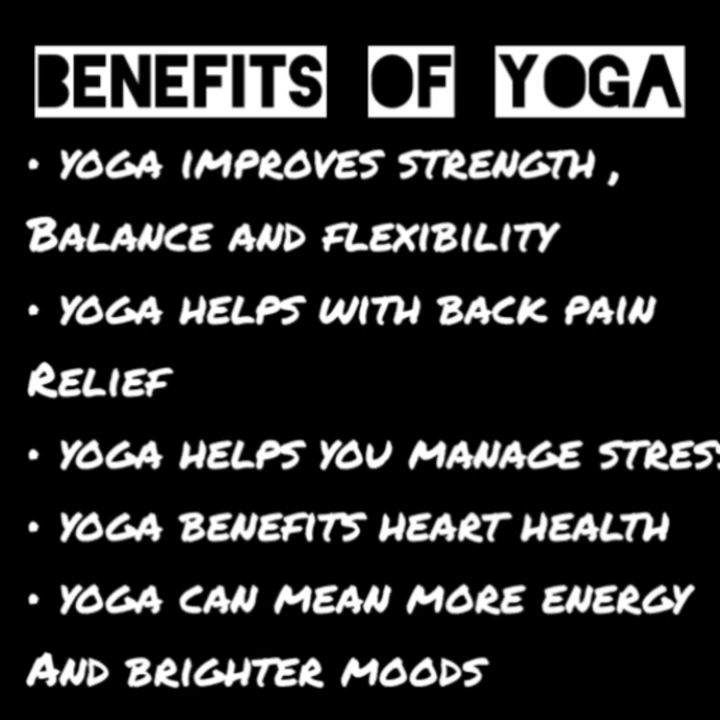 BENEFITS OF YOGA
• YOGA IMPROVES STRENGTH ,
BALANCE AND FLEXIBILITY
• YOGA HELPS WITH BACK PAIN
RELIEF
• YOGA HELPS YOU MANAGE STRESS
• YOGA BENEFITS HEART HEALTH
• YOGA CAN MEAN MORE ENERGY
AND BRIGHTER MOODS